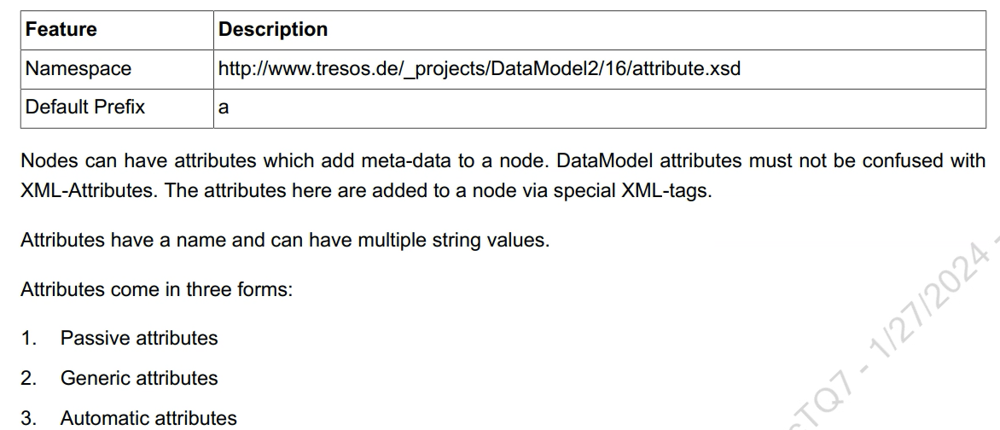 Feature Description
Namespace http://www.tresos.de/_projects/DataModel2/16/attribute.xsd
Default Prefix a
Nodes can have attributes which add meta-data to a node. DataModel attributes must not be confused with
XML-Attributes. The attributes here are added to a node via special XML-tags.
Attributes have a name and can have multiple string values.
Attributes come in three forms:
1. Passive attributes
2. Generic attributes
3. Automatic attributes
TQ7 - 1/27/2024 -